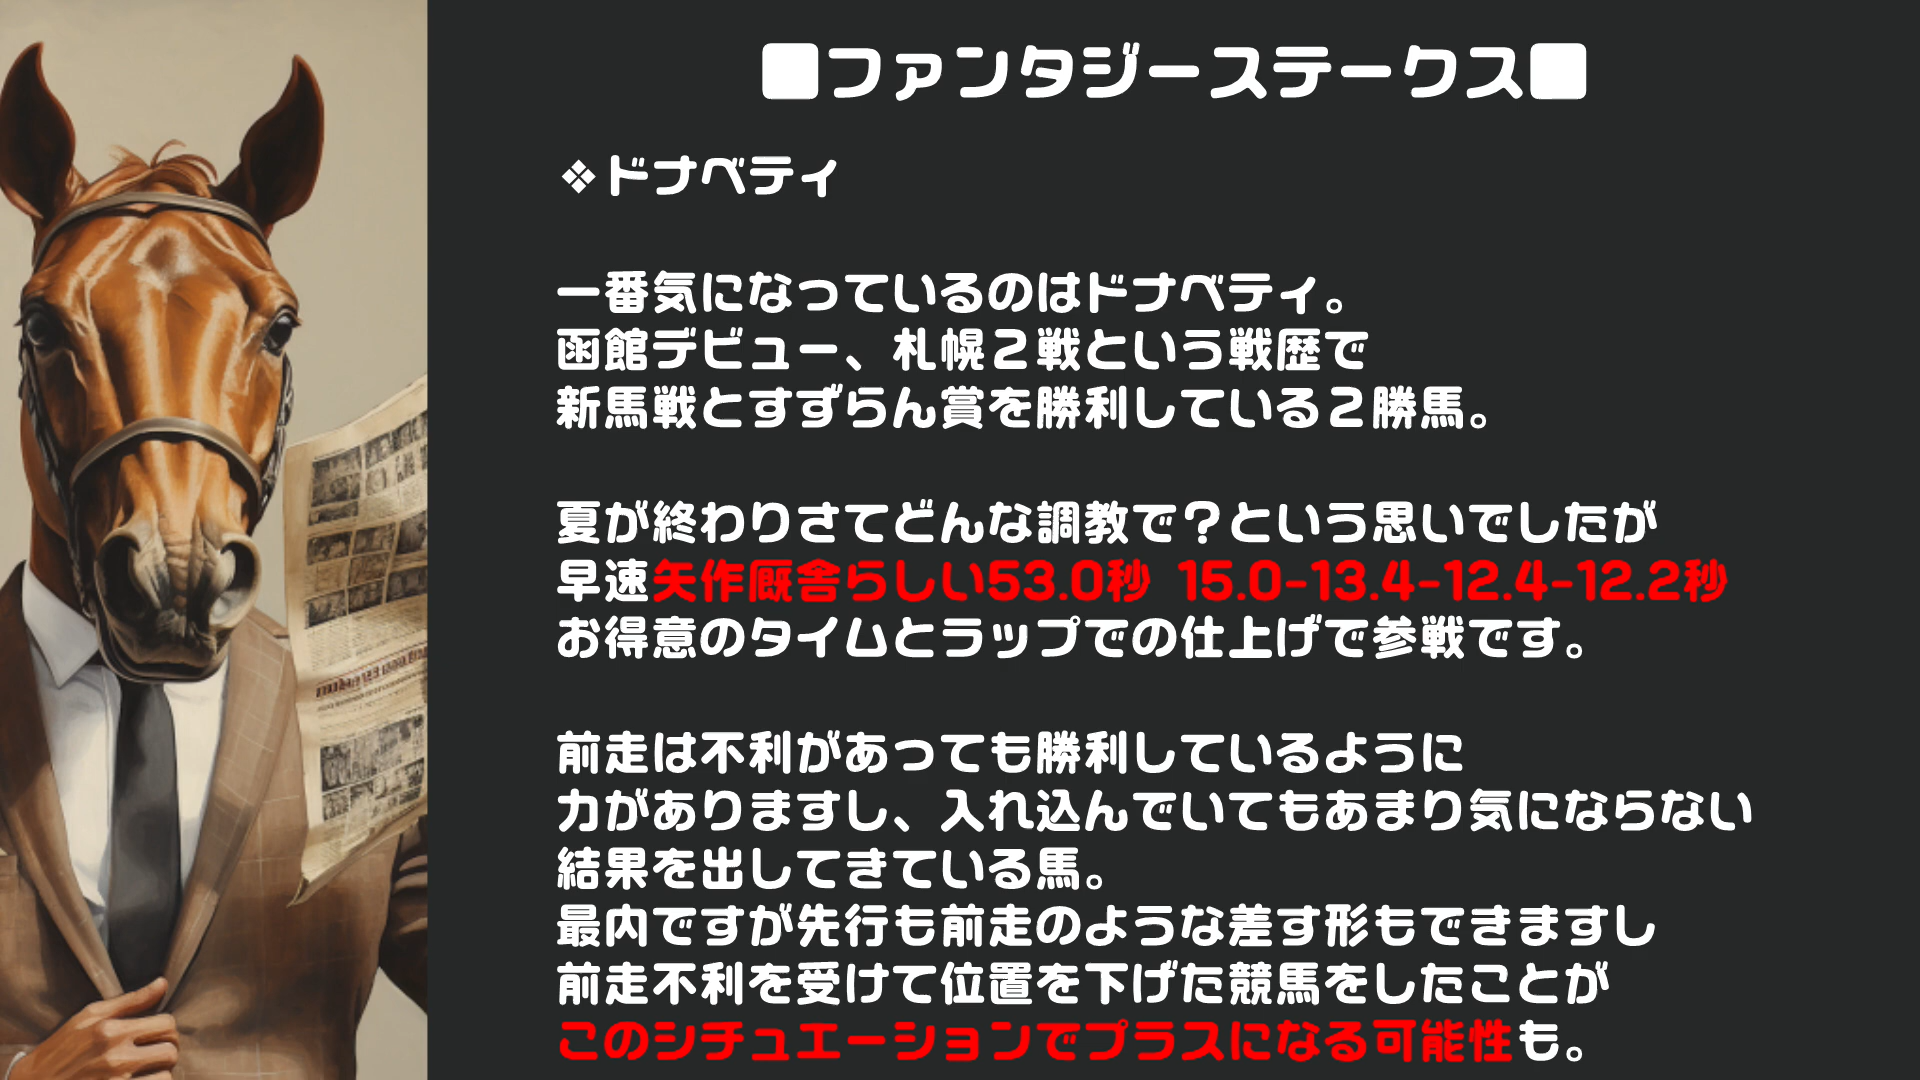 ■ファンタジーステークス■
❖ドナベティ
一番気になっているのはドナベティ。
函館デビュー、札幌２戦という戦歴で
新馬戦とすずらん賞を勝利している２勝馬。
夏が終わりさてどんな調教で？という思いでしたが
早速矢作厩舎らしい53.0秒 15.0-13.4-12.4-12.2秒
お得意のタイムとラップでの仕上げで参戦です。
前走は不利があっても勝利しているように
力がありますし、入れ込んでいてもあまり気にならない
結果を出してきている馬。
最内ですが先行も前走のような差す形もできますし
前走不利を受けて位置を下げた競馬をしたことが
このシチュエーションでプラスになる可能性も。